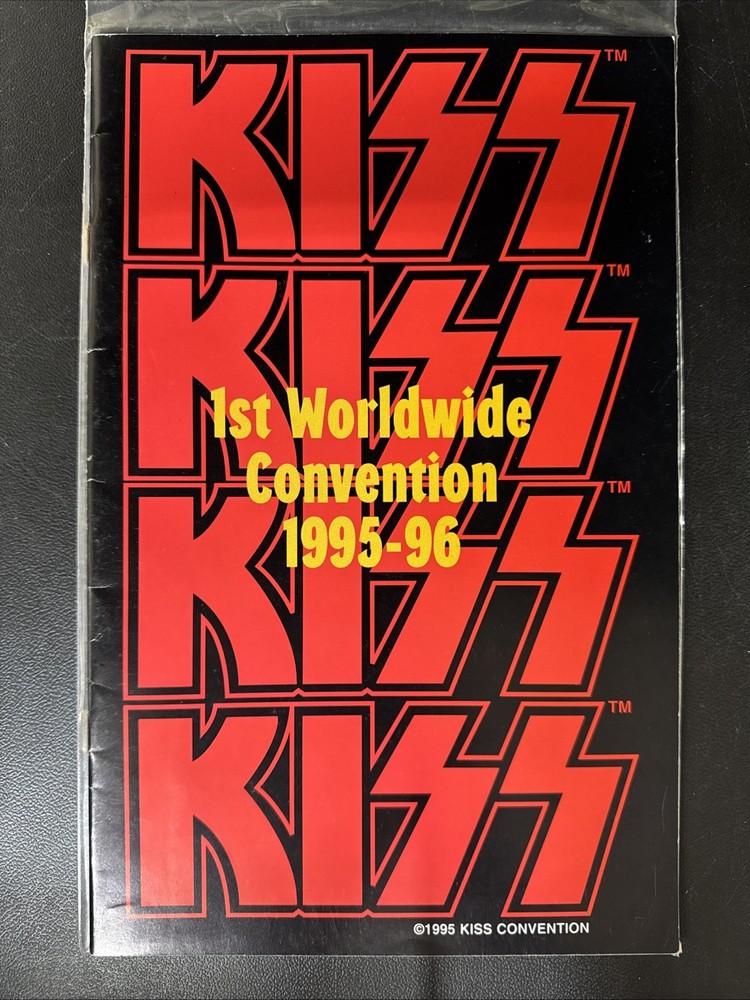 KISS™
KISS™
1st Worldwide
Convention
KISS™
1995-96
KISS™
©1995 KISS CONVENTION